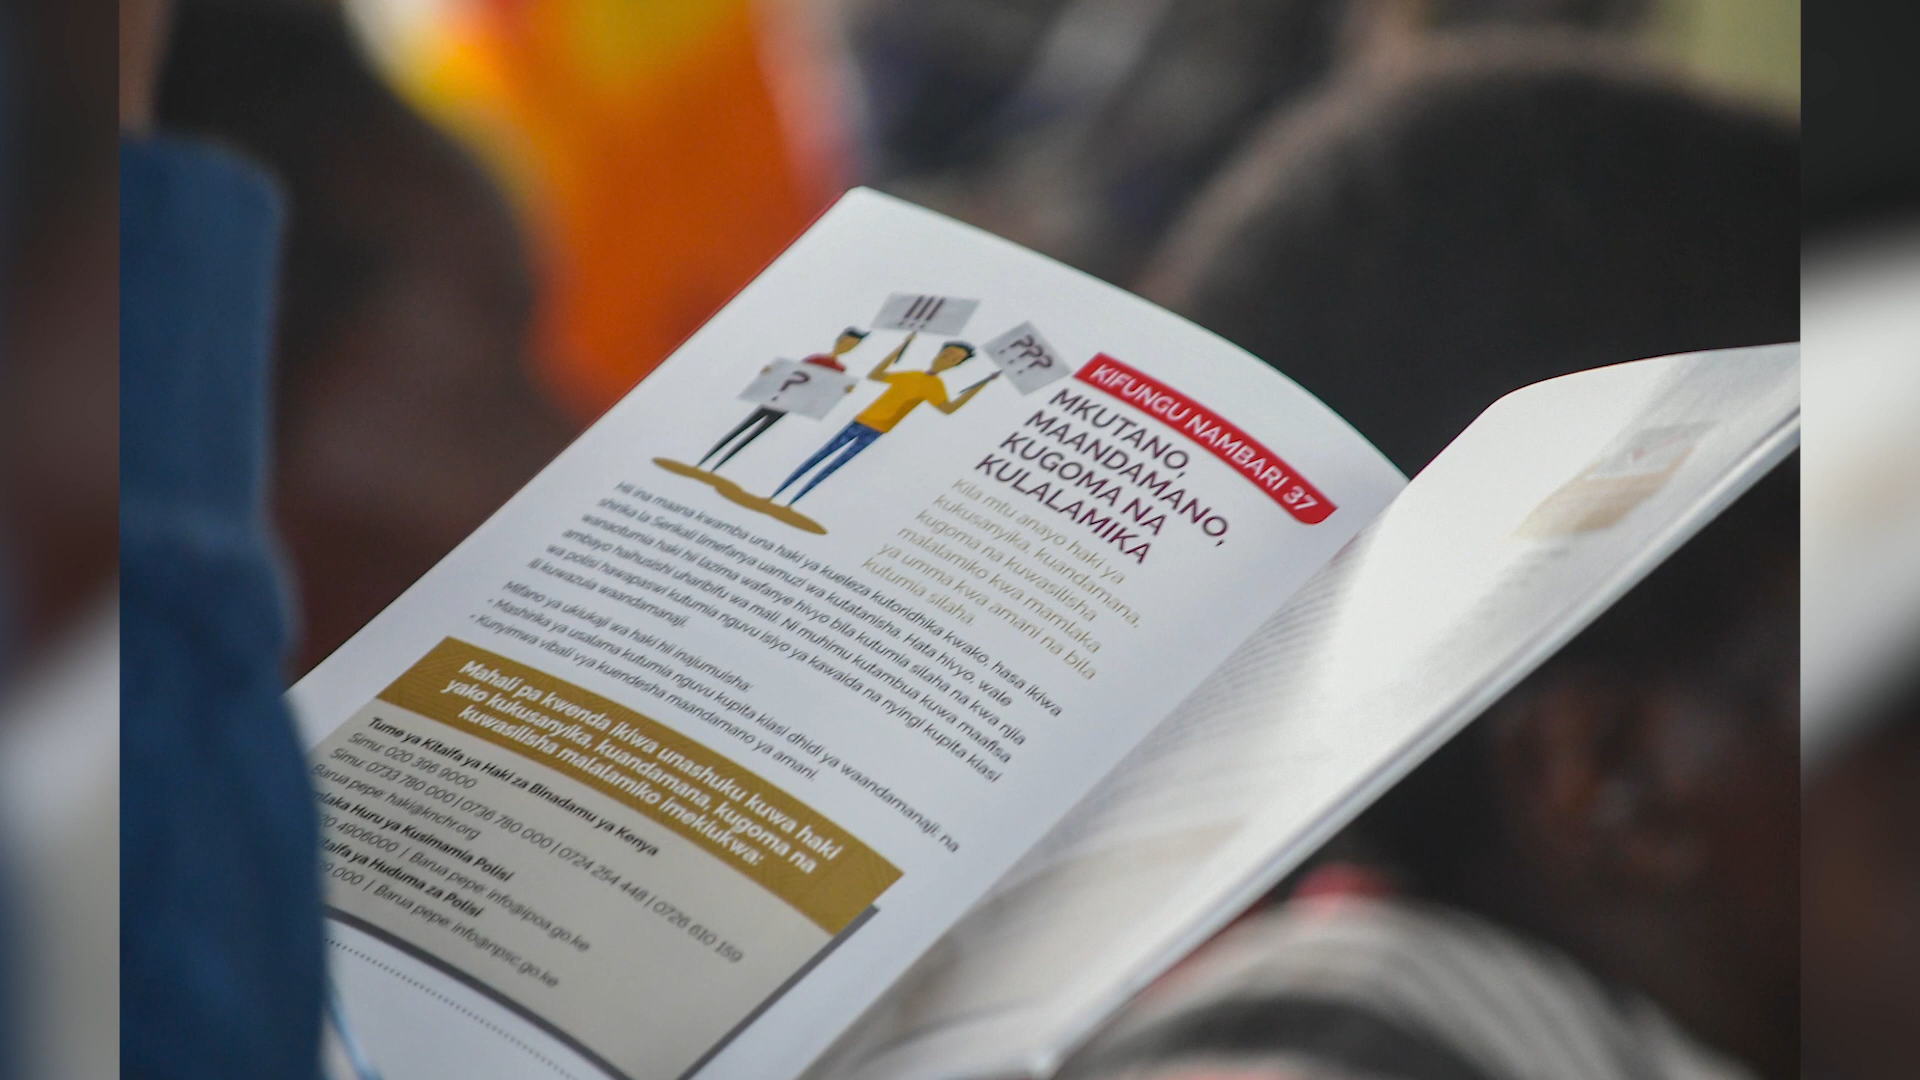 !!!
???
?
KIFUNGU NAMBARI 37
MKUTANO,
MAANDAMANO,
KUGOMA NA
KULALAMIKA
Kila mtu anayo haki ya
kukusanyika, kuandamana,
kugoma na kuwasilisha
malalamiko kwa mamlaka
ya umma kwa amani na bila
kutumia silaha.
Hii ina maana kwamba una haki ya kueleza kutoridhika kwako, hasa ikiwa
shirika la Serikali limefanya uamuzi wa kutatanisha. Hata hivyo, wale
wanaotumia haki hii lazima wafanye hivyo bila kutumia silaha na kwa njia
ambayo haihusishi uharibifu wa mali. Ni muhimu kutambua kuwa maafisa
wa polisi hawapaswi kutumia nguvu isiyo ya kawaida na nyingi kupita kiasi
ili kuwazuia waandamanaji.
Mifano ya ukiukaji wa haki hii inajumuisha:
• Mashirika ya usalama kutumia nguvu kupita kiasi dhidi ya waandamanaji; na
• Kunyimwa vibali vya kuendesha maandamano ya amani.
Mahali pa kwenda ikiwa unashuku kuwa haki
yako kukusanyika, kuandamana, kugoma na
kuwasilisha malalamiko imekiukwa:
Tume ya Kitaifa ya Haki za Binadamu ya Kenya
Simu: 020 396 9000
Simu: 0733 780 000 | 0736 780 000 | 0724 254 448 | 0726 610 159
Barua pepe: haki@knchr.org
Huru ya Kusimamia Polisi
4906000 | Barua pepe: info@ipoa.go.ke
ya Huduma za Polisi
000 | Barua pepe: info@npsc.go.ke